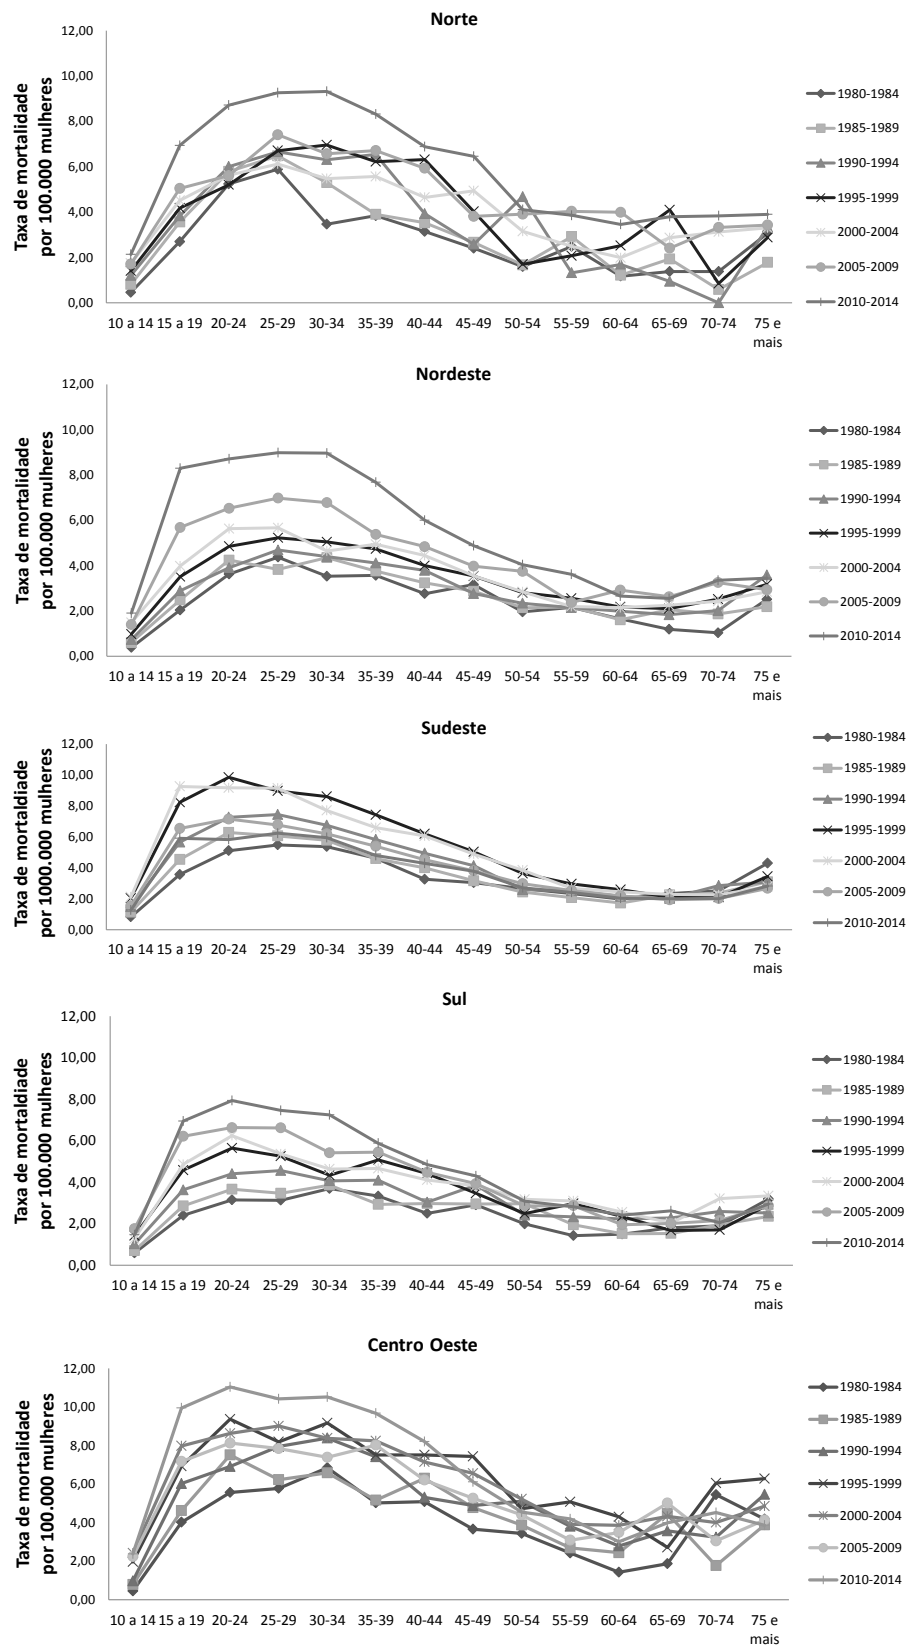 Norte
Taxa de mortalidade
por 100.000 mulheres
12,00
10,00
8,00
6,00
4,00
2,00
0,00
10 a 14 15 a 19 20-24 25-29 30-34 35-39 40-44 45-49 50-54 55-59 60-64 65-69 70-74 75 e
mais
1980-1984
1985-1989
1990-1994
1995-1999
2000-2004
2005-2009
2010-2014
Nordeste
Taxa de mortalidade
por 100.000 mulheres
12,00
10,00
8,00
6,00
4,00
2,00
0,00
10 a 14 15 a 19 20-24 25-29 30-34 35-39 40-44 45-49 50-54 55-59 60-64 65-69 70-74 75 e
mais
1980-1984
1985-1989
1990-1994
1995-1999
2000-2004
2005-2009
2010-2014
Sudeste
Taxa de mortaldiade
por 1000.000 mulheres
12,00
10,00
8,00
6,00
4,00
2,00
0,00
10 a 14 15 a 19 20-24 25-29 30-34 35-39 40-44 45-49 50-54 55-59 60-64 65-69 70-74 75 e
mais
1980-1984
1985-1989
1990-1994
1995-1999
2000-2004
2005-2009
2010-2014
Sul
Taxa de mortaldiade
por 100.000 mulheres
12,00
10,00
8,00
6,00
4,00
2,00
0,00
10 a 14 15 a 19 20-24 25-29 30-34 35-39 40-44 45-49 50-54 55-59 60-64 65-69 70-74 75 e
mais
1980-1984
1985-1989
1990-1994
1995-1999
2000-2004
2005-2009
2010-2014
Centro Oeste
Taxa de mortalidade
por 100.000 mulheres
12,00
10,00
8,00
6,00
4,00
2,00
0,00
10 a 14 15 a 19 20-24 25-29 30-34 35-39 40-44 45-49 50-54 55-59 60-64 65-69 70-74 75 e
mais
1980-1984
1985-1989
1990-1994
1995-1999
2000-2004
2005-2009
2010-2014